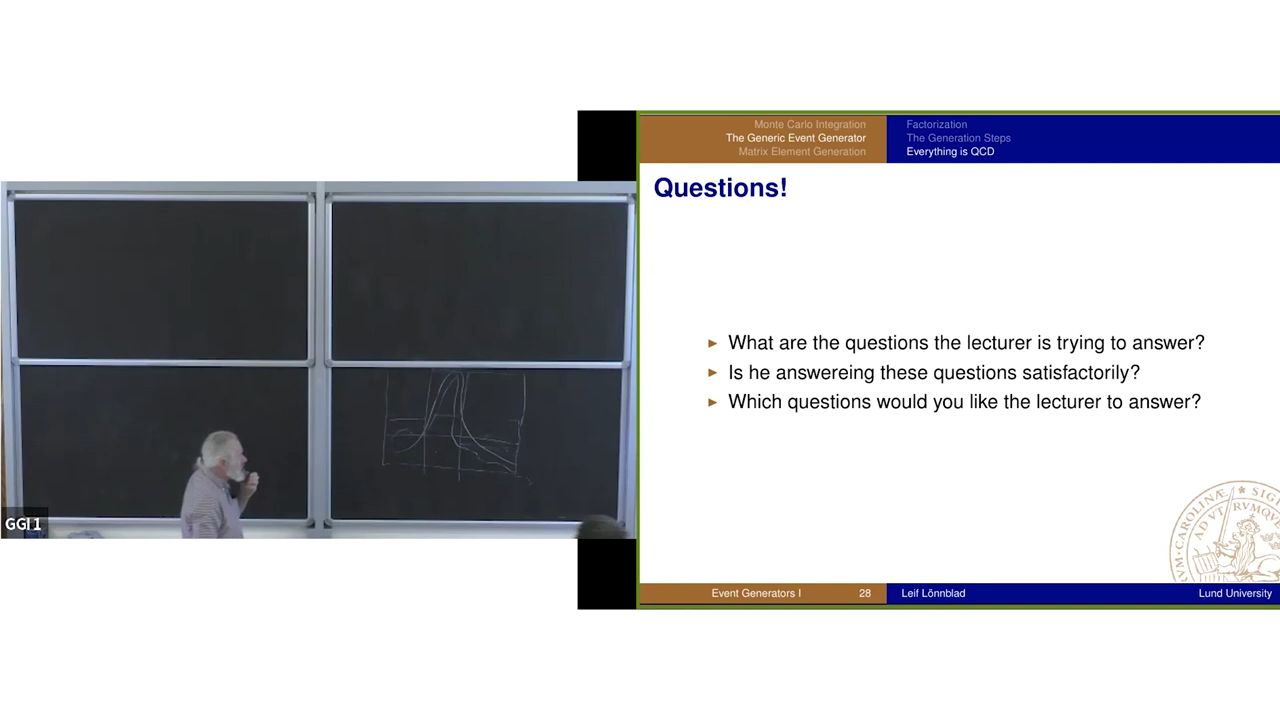 Monte Carlo Integration
The Generic Event Generator
Matrix Element Generation
Factorization
The Generation Steps
Everything is QCD
Questions!
► What are the questions the lecturer is trying to answer?
► Is he answereing these questions satisfactorily?
► Which questions would you like the lecturer to answer?
GGI 1
Event Generators I 28 Leif Lönnblad Lund University